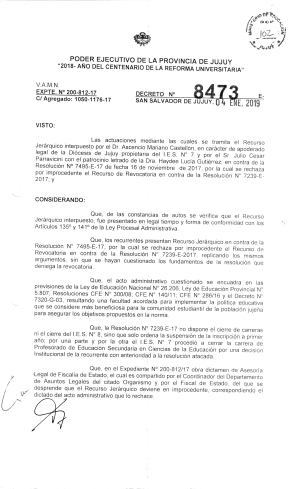 MINISTERIO DE EDUCACION
102
PODER EJECUTIVO DE LA PROVINCIA DE JUJUY
"2018- AÑO DEL CENTENARIO DE LA REFORMA UNIVERSITARIA"
V.A.M.N.
EXPTE. Nº 200-812-17
C/ Agregado: 1050-1176-17
DECRETO Nº 8473 E.-
SAN SALVADOR DE JUJUY, 04 ENE. 2019
VISTO:
Las actuaciones mediante las cuales se tramita el Recurso
Jerárquico interpuesto por el Dr. Ascencio Mariano Castellón, en carácter de apoderado
legal de la Diócesis de Jujuy propietaria del I.E.S. Nº 7 y por el Sr. Julio Cesar
Parravicini con el patrocinio letrado de la Dra. Haydee Lucía Gutiérrez, en contra de la
Resolución Nº 7495-E-17 de fecha 16 de noviembre de 2017, por la cual se rechaza
por improcedente el Recurso de Revocatoria en contra de la Resolución Nº 7239-E-
2017, y
CONSIDERANDO:
Que, de las constancias de autos se verifica que el Recurso
Jerárquico interpuesto, fue presentado en legal tiempo y forma de conformidad con los
Artículos 135º y 141º de la Ley Procesal Administrativa.
Que, los recurrentes presentan Recurso Jerárquico en contra de la
Resolución Nº 7495-E-17, por la cual se rechaza por improcedente el Recurso de
Revocatoria en contra de la Resolución Nº 7239-E-2017, replicando los mismos
argumentos, sin que se hayan cuestionado los fundamentos de la resolución que
deniega la revocatoria.
Que, el acto administrativo cuestionado se encuadra en las
previsiones de la Ley de Educación Nacional Nº 26.206, Ley de Educación Provincial Nº
5.807, Resoluciones CFE Nº 300/08; CFE Nº 140/11; CFE Nº 286/16 y el Decreto Nº
7320-G-03, resultando una facultad acordada para implementar la política educativa
que se considere más beneficiosa para la comunidad estudiantil de la población jujeña
para asegurar los objetivos propuestos en la norma.
Que, la Resolución Nº 7239-E-17 no dispone el cierre de carreras
ni el cierre del I.E.S. Nº 8, sino que solo ordena la suspensión de la inscripción a primer
año; por una parte y por la otra el I.E.S. Nº 7 procedió a cerrar la carrera de
Profesorado de Educación Secundaria en Ciencias de la Educación por una decisión
institucional de la recurrente con anterioridad a la resolución atacada.
Que, en el Expediente Nº 200-812/17 obra dictamen de Asesoría
Legal de Fiscalía de Estado, el cual es compartido por el Coordinador del Departamento
de Asuntos Legales del citado Organismo y por el Fiscal de Estado, del que se
desprende que el Recurso Jerárquico deviene en improcedente, correspondiendo el
dictado del acto administrativo que lo rechace.